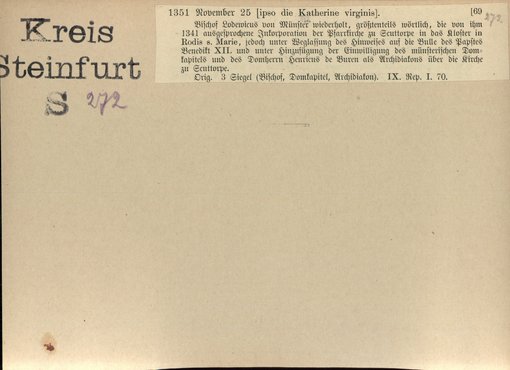 Kreis
Steinfurt
S 272
1351 November 25 [ipso die Katherine virginis]. [69
272
Bischof Lodewicus von Münster wiederholt, größtenteils wörtlich, die von ihm
1341 ausgesprochene Inkorporation der Pfarrkirche zu Scuttorpe in das Kloster in
Rodis s. Marie, jedoch unter Weglassung des Hinweises auf die Bulle des Papstes
Benedikt XII. und unter Hinzufügung der Einwilligung des münsterischen Dom-
kapitels und des Domherrn Henricus de Buren als Archidiakons über die Kirche
zu Scuttorpe.
Orig. 3 Siegel (Bischof, Domkapitel, Archidiakon). IX. Rep. I. 70.